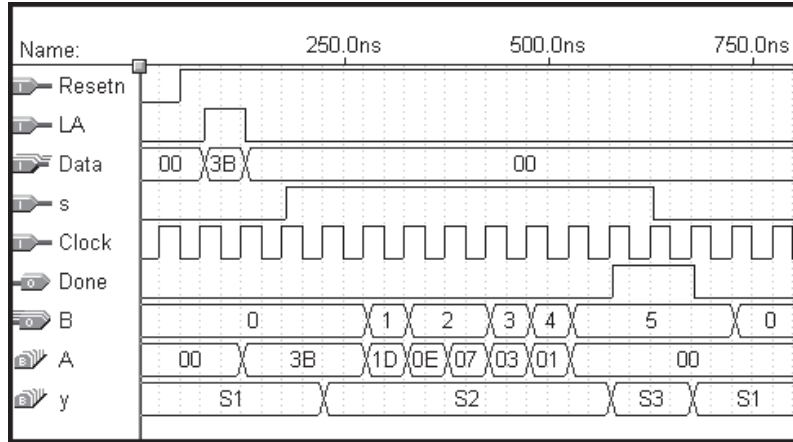 Name: 250.0ns 500.0ns 750.0ns
Resetn
LA
Data 00 3B 00
s
Clock
Done
B 0 1 2 3 4 5 0
A 00 3B 1D 0E 07 03 01 00
y S1 S2 S3 S1